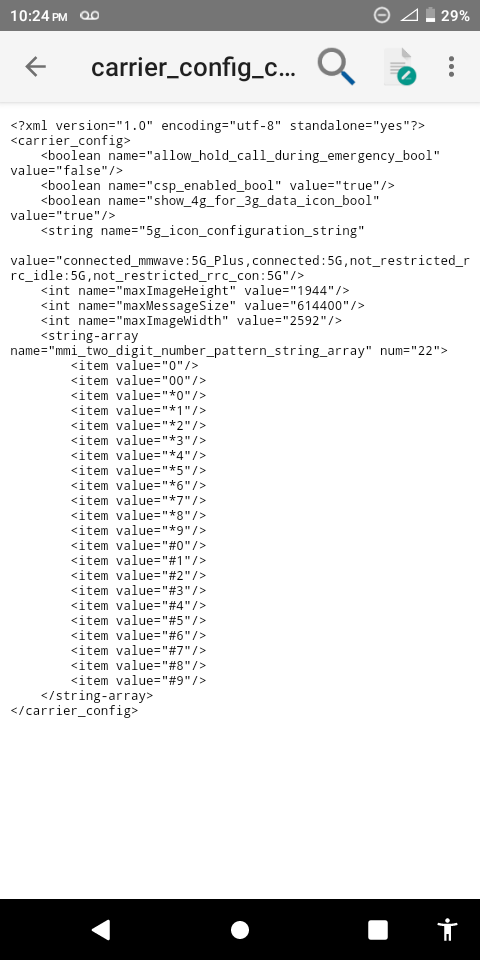 10:24 PM 29%
carrier_config_c...
<?xml version="1.0" encoding="utf-8" standalone="yes"?>
<carrier_config>
    <boolean name="allow_hold_call_during_emergency_bool"
value="false"/>
    <boolean name="csp_enabled_bool" value="true"/>
    <boolean name="show_4g_for_3g_data_icon_bool"
value="true"/>
    <string name="5g_icon_configuration_string"

value="connected_mmwave:5G_Plus,connected:5G,not_restricted_r
rc_idle:5G,not_restricted_rrc_con:5G"/>
    <int name="maxImageHeight" value="1944"/>
    <int name="maxMessageSize" value="614400"/>
    <int name="maxImageWidth" value="2592"/>
    <string-array
name="mmi_two_digit_number_pattern_string_array" num="22">
        <item value="0"/>
        <item value="00"/>
        <item value="*0"/>
        <item value="*1"/>
        <item value="*2"/>
        <item value="*3"/>
        <item value="*4"/>
        <item value="*5"/>
        <item value="*6"/>
        <item value="*7"/>
        <item value="*8"/>
        <item value="*9"/>
        <item value="#0"/>
        <item value="#1"/>
        <item value="#2"/>
        <item value="#3"/>
        <item value="#4"/>
        <item value="#5"/>
        <item value="#6"/>
        <item value="#7"/>
        <item value="#8"/>
        <item value="#9"/>
    </string-array>
</carrier_config>